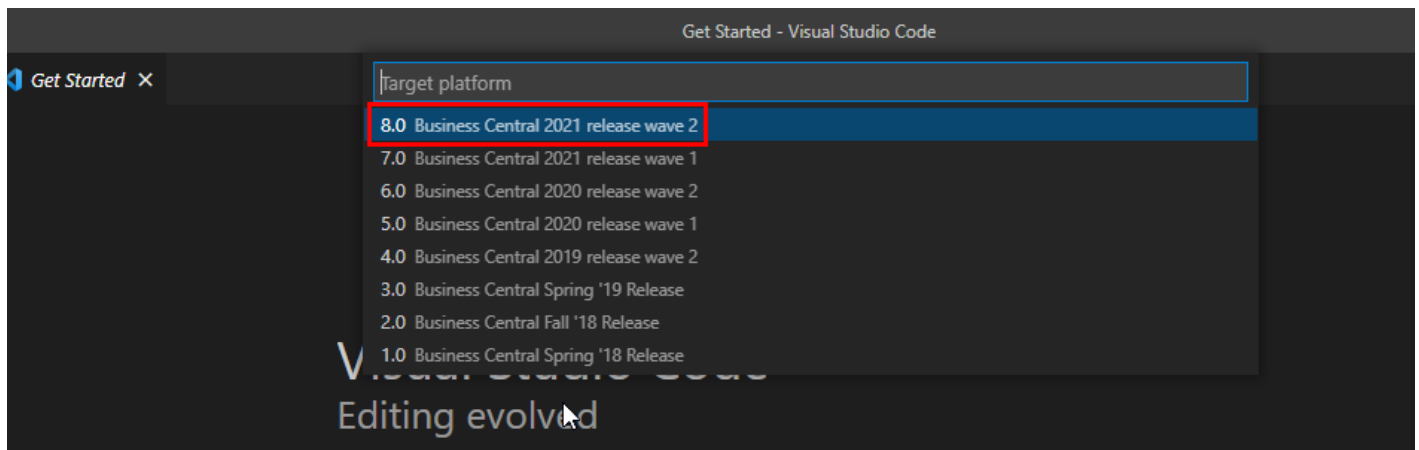 Get Started - Visual Studio Code
Get Started
Target platform
8.0 Business Central 2021 release wave 2
7.0 Business Central 2021 release wave 1
6.0 Business Central 2020 release wave 2
5.0 Business Central 2020 release wave 1
4.0 Business Central 2019 release wave 2
3.0 Business Central Spring '19 Release
2.0 Business Central Fall '18 Release
1.0 Business Central Spring '18 Release
Visual Studio Code
Editing evolved